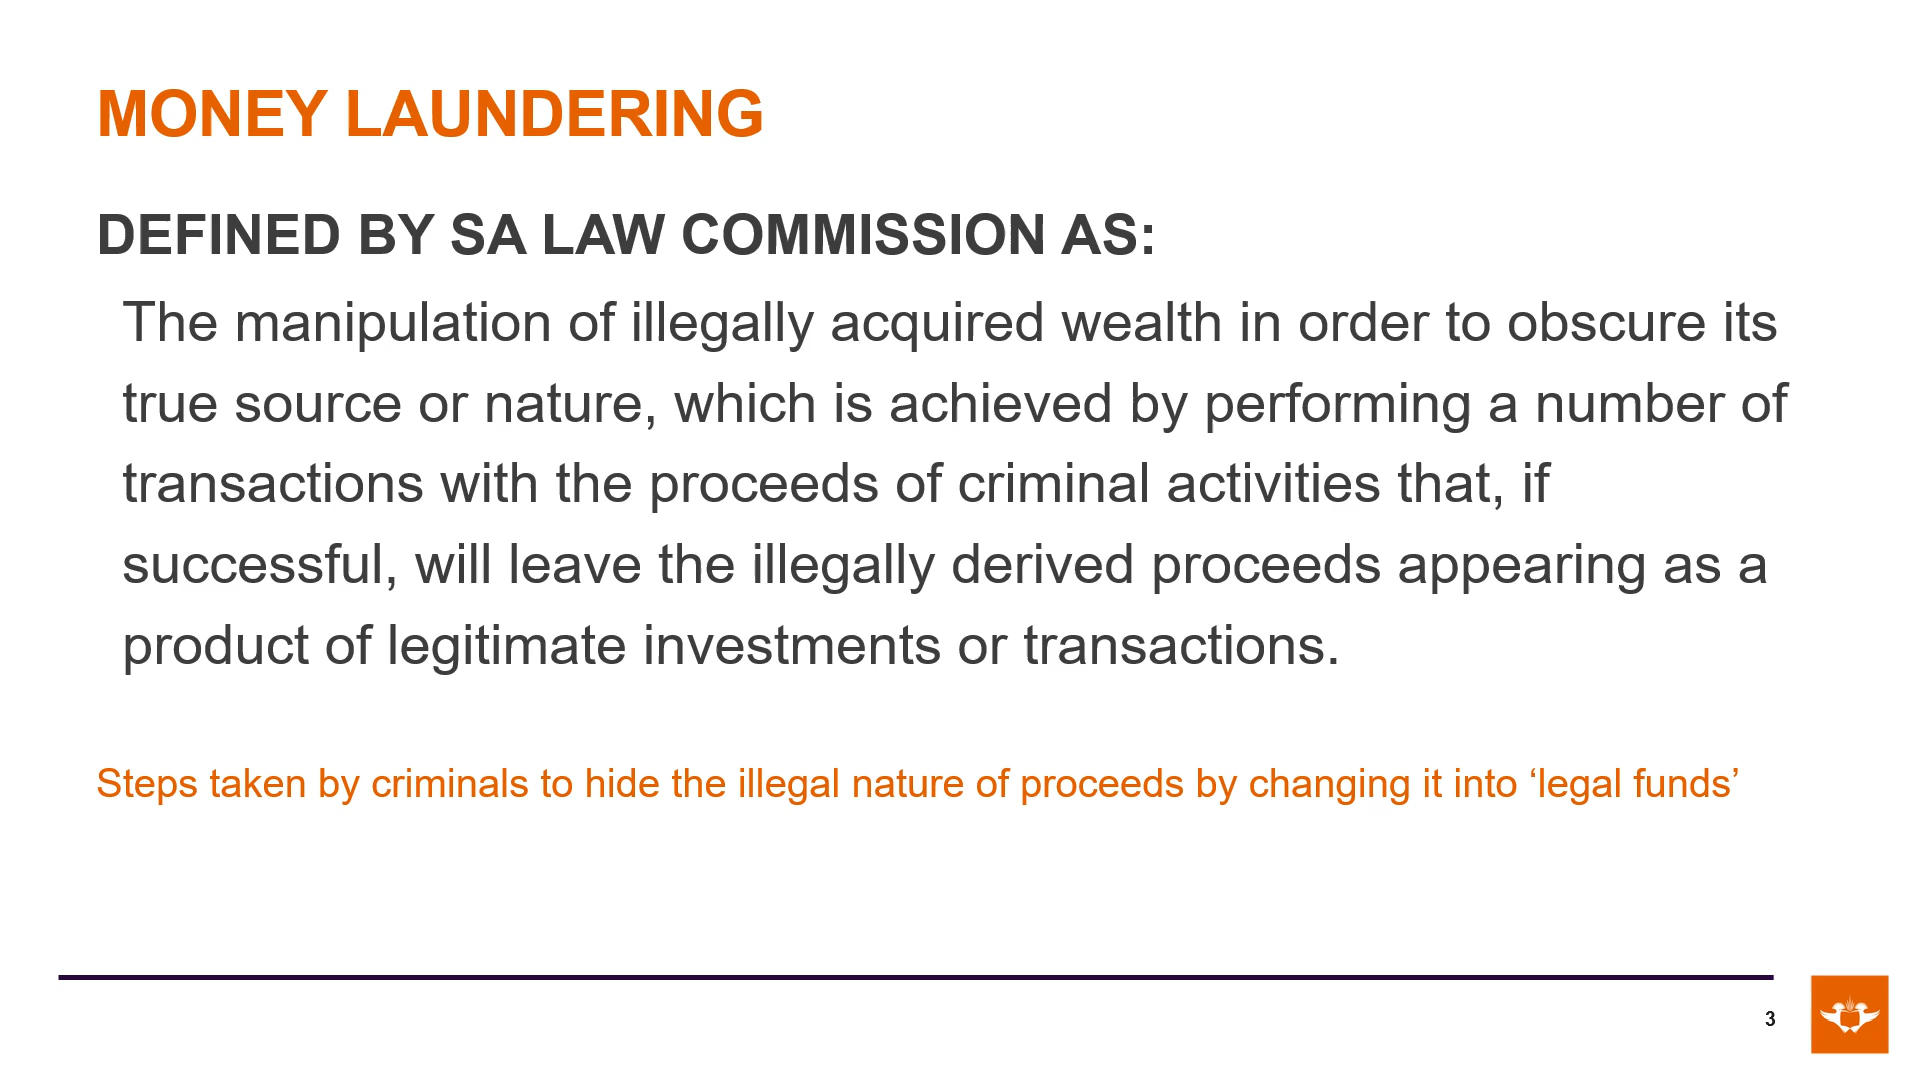 MONEY LAUNDERING
DEFINED BY SA LAW COMMISSION AS:
The manipulation of illegally acquired wealth in order to obscure its
true source or nature, which is achieved by performing a number of
transactions with the proceeds of criminal activities that, if
successful, will leave the illegally derived proceeds appearing as a
product of legitimate investments or transactions.
Steps taken by criminals to hide the illegal nature of proceeds by changing it into ‘legal funds’
3